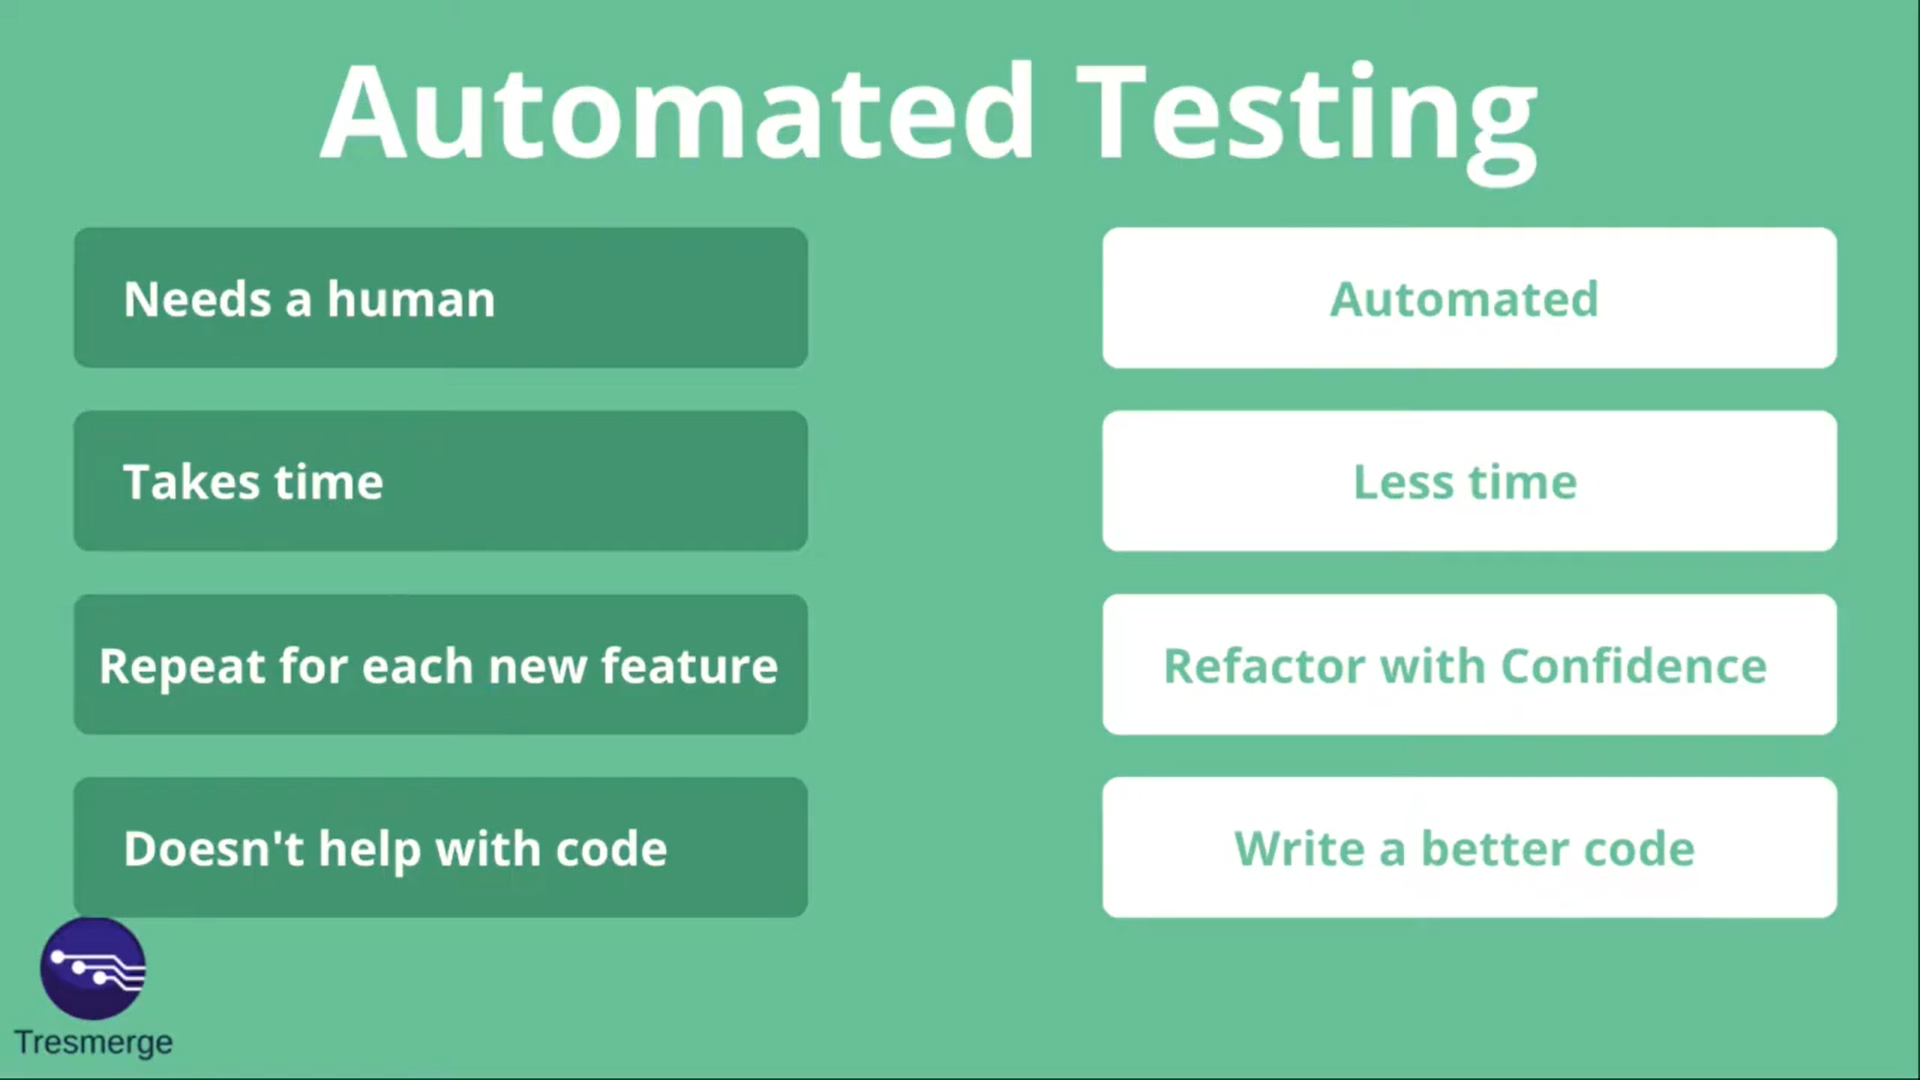 Automated Testing
Needs a human
Automated
Takes time
Less time
Repeat for each new feature
Refactor with Confidence
Doesn't help with code
Write a better code
Tresmerge